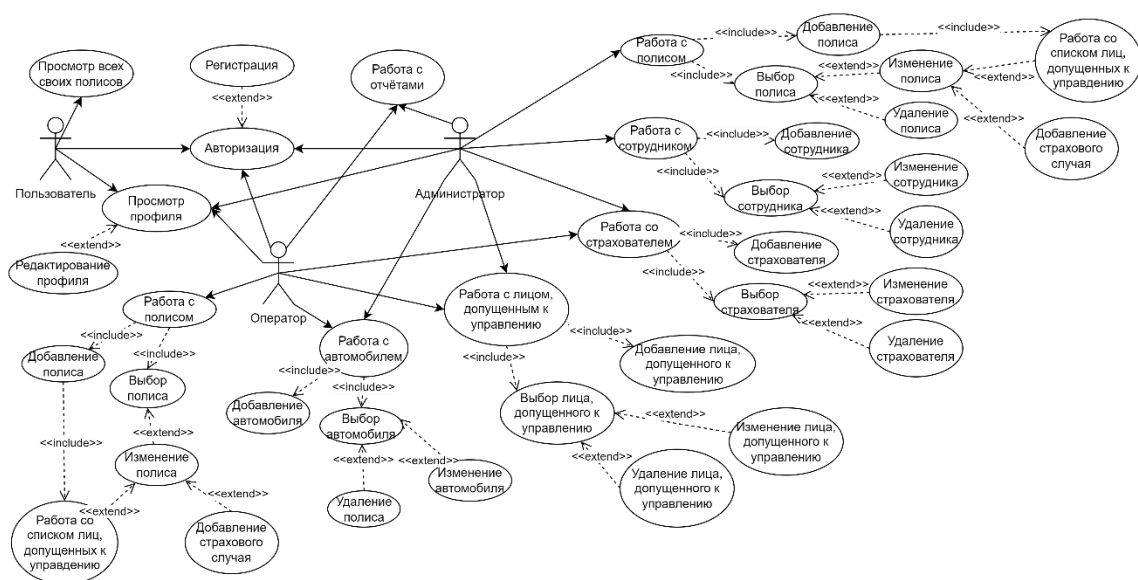 Просмотр всех
своих полисов
Регистрация
<<extend>>
Авторизация
Пользователь
Просмотр
профиля
<<extend>>
Редактирование
профиля
Работа с
отчётами
Администратор
Оператор
Работа с
полисом
<<include>>
Добавление
полиса
<<include>>
Работа со
списком лиц,
допущенных к
управдению
<<include>>
Выбор
полиса
<<extend>>
Изменение
полиса
<<extend>>
<<extend>>
Удаление
полиса
<<extend>>
Добавление
страхового
случая
Работа с
сотрудником
<<include>>
Добавление
сотрудника
<<include>>
Выбор
сотрудника
<<extend>>
Изменение
сотрудника
<<extend>>
Удаление
сотрудника
Работа со
страхователем
<<include>>
Добавление
страхователя
<<include>>
Выбор
страхователя
<<extend>>
Изменение
страхователя
<<extend>>
Удаление
страхователя
Работа с
полисом
<<include>>
<<include>>
Добавление
полиса
Выбор
полиса
<<include>>
<<extend>>
Изменение
полиса
<<extend>>
<<extend>>
Работа со
списком лиц,
допущенных к
управдению
Добавление
страхового
случая
Работа с
автомобилем
<<include>>
<<include>>
Добавление
автомобиля
Выбор
автомобиля
<<extend>>
<<extend>>
Удаление
полиса
Изменение
автомобиля
Работа с лицом,
допущенным к
управлению
<<include>>
<<include>>
Добавление лица,
допущенного к
управлению
Выбор лица,
допущенного к
управлению
<<extend>>
<<extend>>
Изменение лица,
допущенного к
управлению
Удаление лица,
допущенного к
управлению